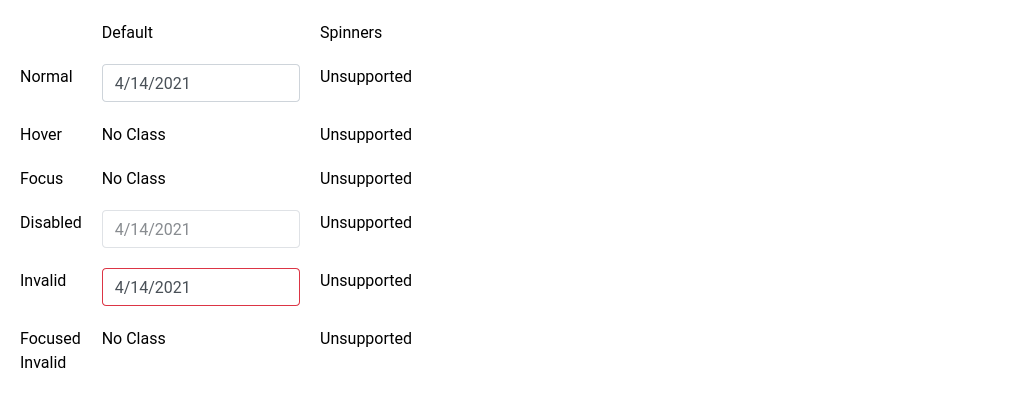 Default Spinners
Normal 4/14/2021 Unsupported
Hover No Class Unsupported
Focus No Class Unsupported
Disabled 4/14/2021 Unsupported
Invalid 4/14/2021 Unsupported
Focused No Class Unsupported
Invalid